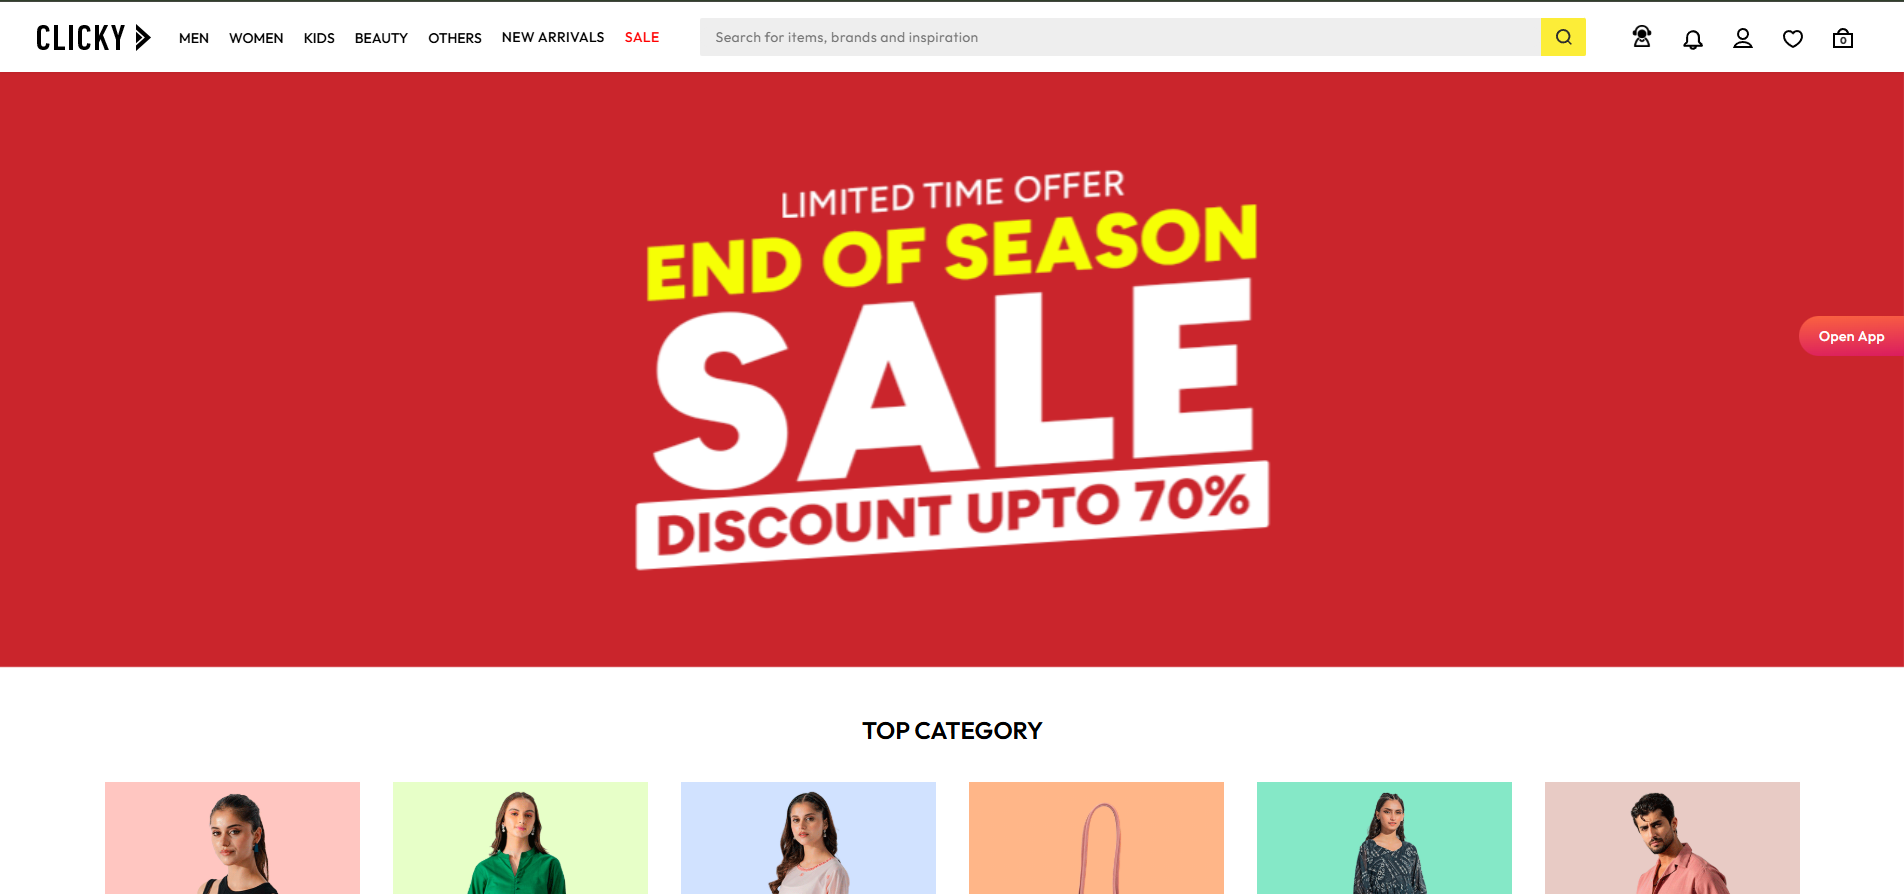 CLICKY
MEN WOMEN KIDS BEAUTY OTHERS NEW ARRIVALS SALE
Search for items, brands and inspiration
0
LIMITED TIME OFFER
END OF SEASON
SALE
DISCOUNT UPTO 70%
Open App
TOP CATEGORY